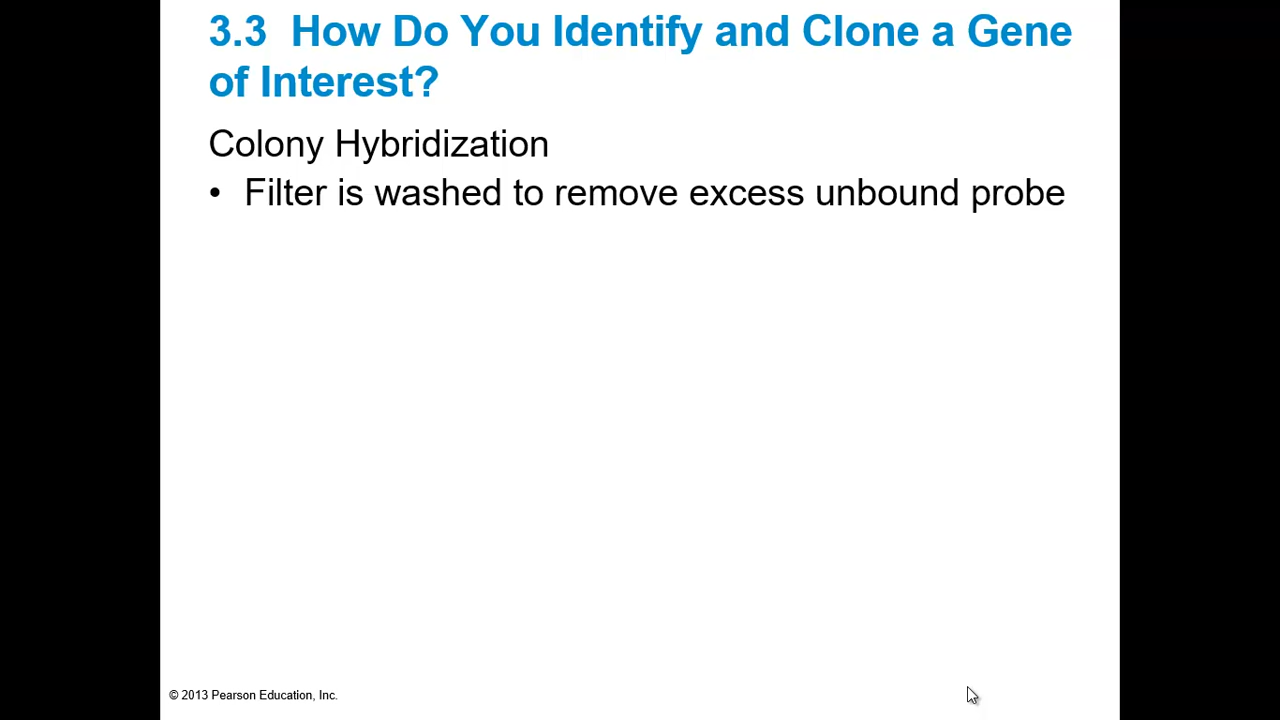 3.3 How Do You Identify and Clone a Gene
of Interest?
Colony Hybridization
• Filter is washed to remove excess unbound probe
© 2013 Pearson Education, Inc.